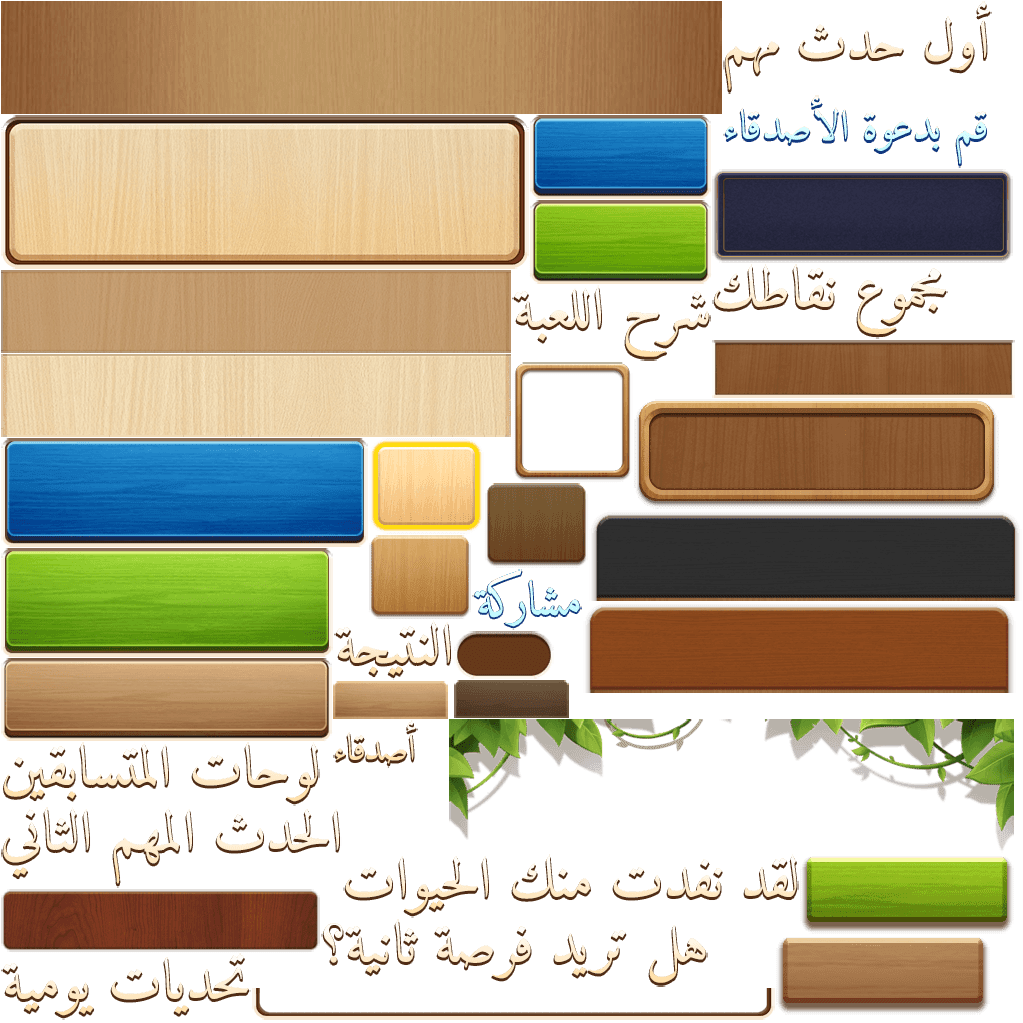 أول حدث مهم
قم بدعوة الأصدقاء
مجموع نقاطك
شرح اللعبة
مشاركة
النتيجة
أصدقاء
لوحات المتسابقين
الحدث المهم الثاني
لقد نفدت منك الحيوات
هل تريد فرصة ثانية؟
تحديات يومية